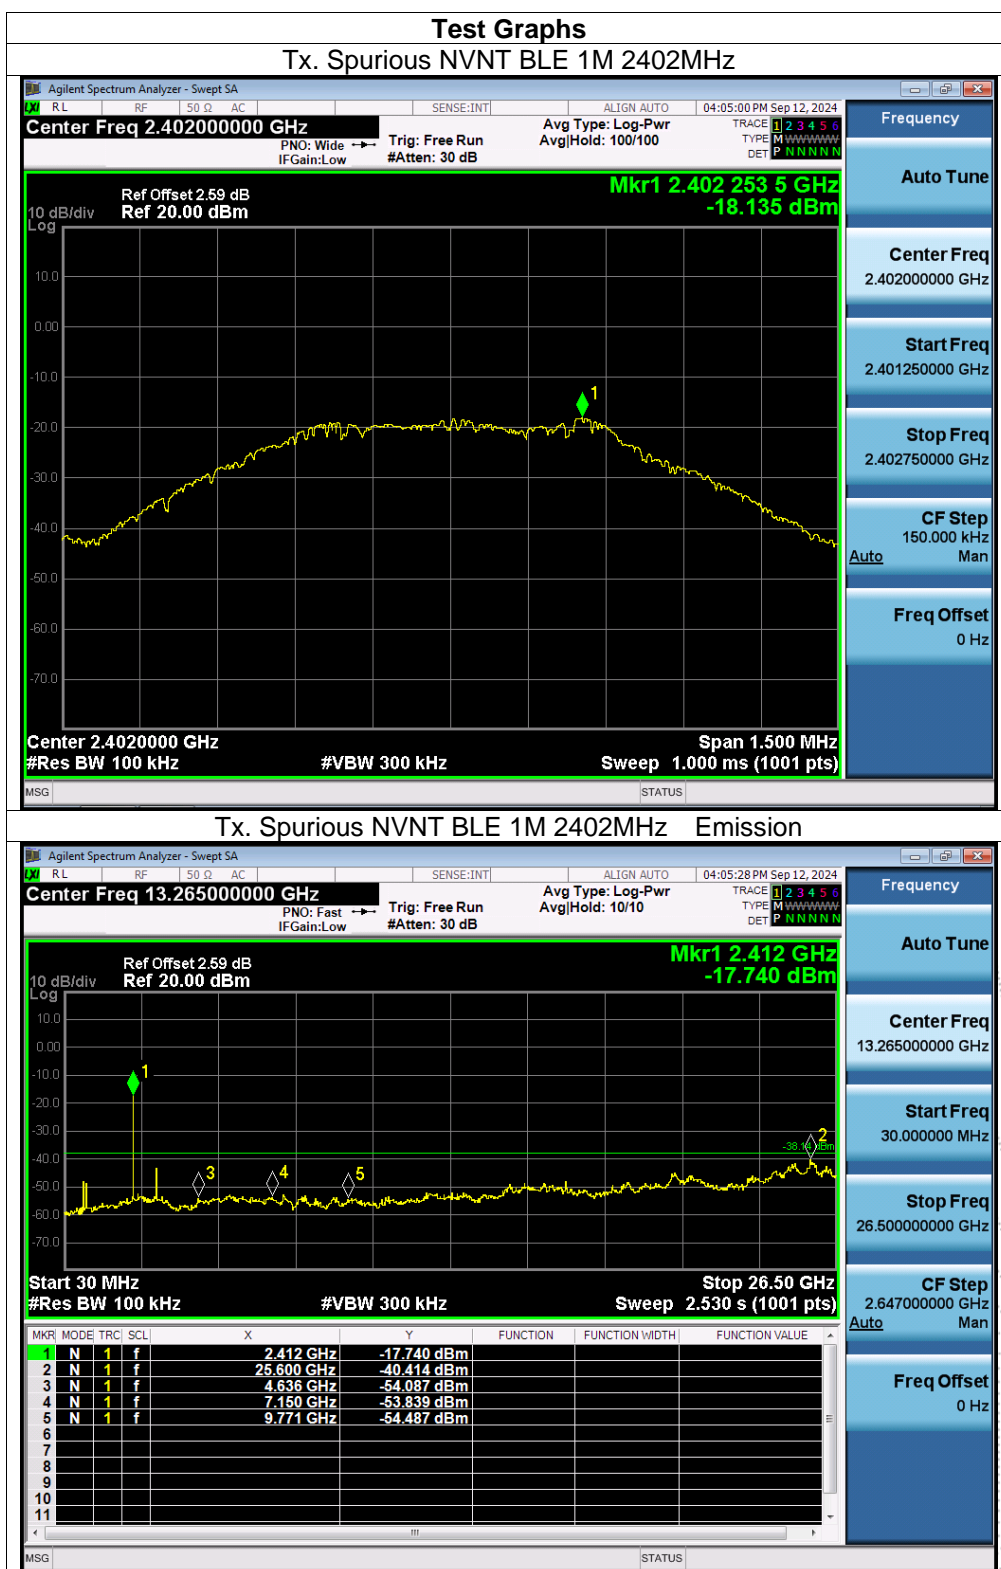 Test Graphs
Tx. Spurious NVNT BLE 1M 2402MHz
Agilent Spectrum Analyzer - Swept SA
LXI RL RF 50 Ω AC SENSE:INT ALIGN AUTO 04:05:00 PM Sep 12, 2024
Center Freq 2.402000000 GHz
PNO: Wide
IFGain:Low
Trig: Free Run
#Atten: 30 dB
Avg Type: Log-Pwr
Avg|Hold: 100/100
TRACE 1 2 3 4 5 6
TYPE M WWWWW
DET P N N N N N
Ref Offset 2.59 dB
10 dB/div Ref 20.00 dBm
Log
Mkr1 2.402 253 5 GHz
-18.135 dBm
10.0
0.00
-10.0
-20.0
-30.0
-40.0
-50.0
-60.0
-70.0
1
Center 2.4020000 GHz Span 1.500 MHz
#Res BW 100 kHz #VBW 300 kHz Sweep 1.000 ms (1001 pts)
MSG STATUS
Frequency
Auto Tune
Center Freq
2.402000000 GHz
Start Freq
2.401250000 GHz
Stop Freq
2.402750000 GHz
CF Step
150.000 kHz
Auto Man
Freq Offset
0 Hz
Tx. Spurious NVNT BLE 1M 2402MHz Emission
Agilent Spectrum Analyzer - Swept SA
LXI RL RF 50 Ω AC SENSE:INT ALIGN AUTO 04:05:28 PM Sep 12, 2024
Center Freq 13.265000000 GHz
PNO: Fast
IFGain:Low
Trig: Free Run
#Atten: 30 dB
Avg Type: Log-Pwr
Avg|Hold: 10/10
TRACE 1 2 3 4 5 6
TYPE M WWWWW
DET P N N N N N
Ref Offset 2.59 dB
10 dB/div Ref 20.00 dBm
Log
Mkr1 2.412 GHz
-17.740 dBm
10.0
0.00
-10.0
-20.0
-30.0
-40.0
-50.0
-60.0
-70.0
1
2
3
4
5
-38.14 dBm
Start 30 MHz Stop 26.50 GHz
#Res BW 100 kHz #VBW 300 kHz Sweep 2.530 s (1001 pts)
MKR MODE TRC SCL X Y FUNCTION FUNCTION WIDTH FUNCTION VALUE
1 N 1 f 2.412 GHz -17.740 dBm
2 N 1 f 25.600 GHz -40.414 dBm
3 N 1 f 4.636 GHz -54.087 dBm
4 N 1 f 7.150 GHz -53.839 dBm
5 N 1 f 9.771 GHz -54.487 dBm
6
7
8
9
10
11
MSG STATUS
Frequency
Auto Tune
Center Freq
13.265000000 GHz
Start Freq
30.000000 MHz
Stop Freq
26.500000000 GHz
CF Step
2.647000000 GHz
Auto Man
Freq Offset
0 Hz